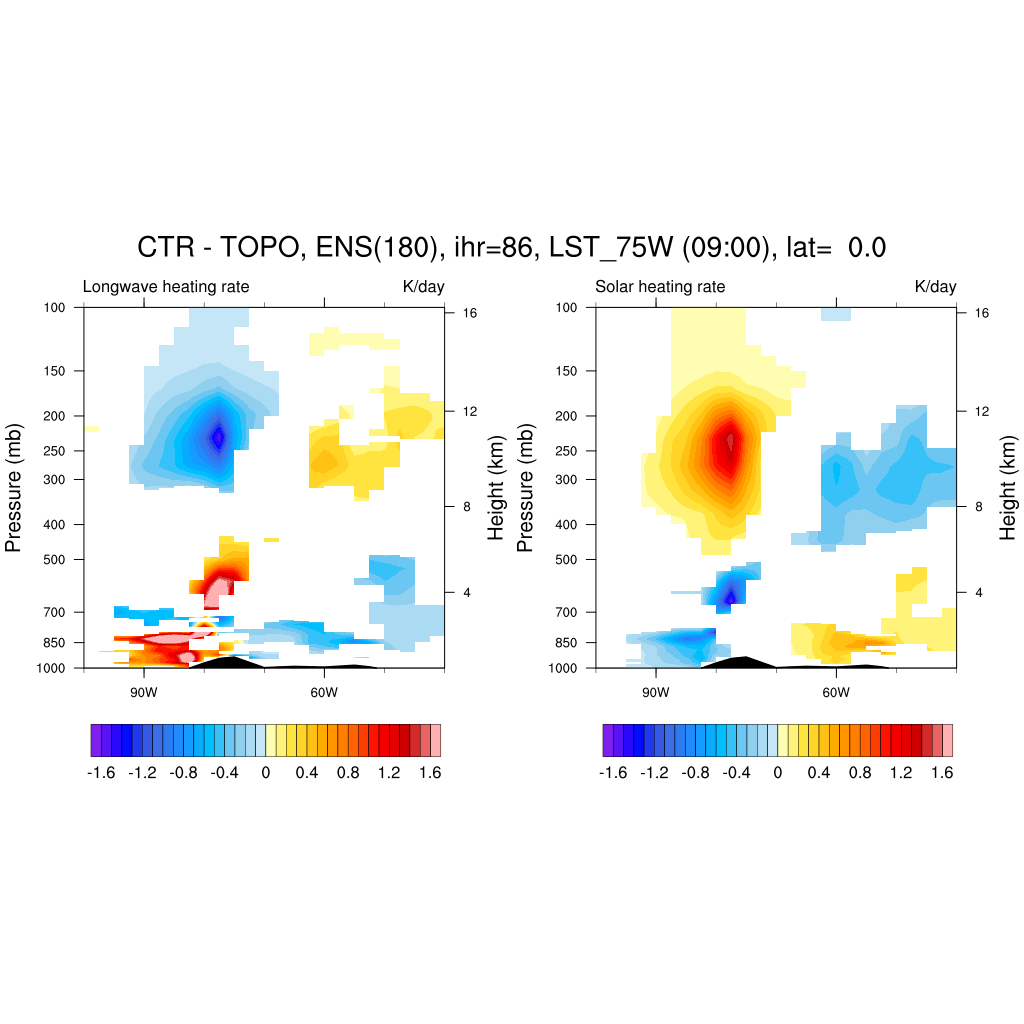 CTR - TOPO, ENS(180), ihr=86, LST_75W (09:00), lat=  0.0
Longwave heating rate K/day
100
150
200
250
300
400
500
700
850
1000
Pressure (mb)
16
12
8
4
Height (km)
90W 60W
-1.6 -1.2 -0.8 -0.4 0 0.4 0.8 1.2 1.6
Solar heating rate K/day
100
150
200
250
300
400
500
700
850
1000
Pressure (mb)
16
12
8
4
Height (km)
90W 60W
-1.6 -1.2 -0.8 -0.4 0 0.4 0.8 1.2 1.6